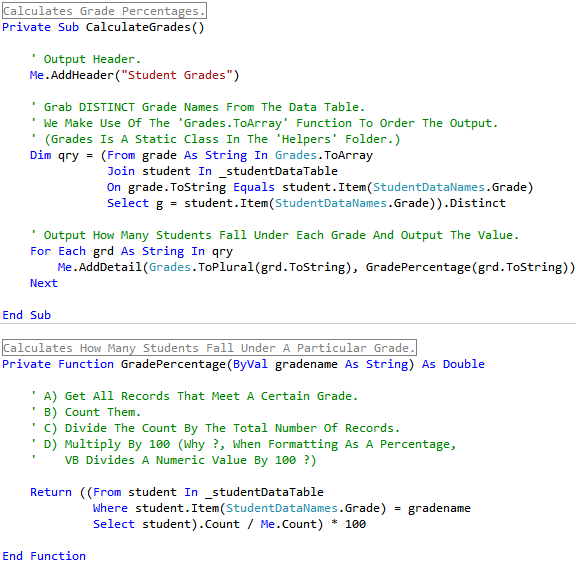 Calculates Grade Percentages.
Private Sub CalculateGrades()
' Output Header.
Me.AddHeader("Student Grades")
' Grab DISTINCT Grade Names From The Data Table.
' We Make Use Of The 'Grades.ToArray' Function To Order The Output.
' (Grades Is A Static Class In The 'Helpers' Folder.)
Dim qry = (From grade As String In Grades.ToArray
Join student In _studentDataTable
On grade.ToString Equals student.Item(StudentDataNames.Grade)
Select g = student.Item(StudentDataNames.Grade)).Distinct
' Output How Many Students Fall Under Each Grade And Output The Value.
For Each grd As String In qry
Me.AddDetail(Grades.ToPlural(grd.ToString), GradePercentage(grd.ToString))
Next
End Sub
Calculates How Many Students Fall Under A Particular Grade.
Private Function GradePercentage(ByVal gradename As String) As Double
' A) Get All Records That Meet A Certain Grade.
' B) Count Them.
' C) Divide The Count By The Total Number Of Records.
' D) Multiply By 100 (Why ?, When Formatting As A Percentage,
' VB Divides A Numeric Value By 100 ?)
Return ((From student In _studentDataTable
Where student.Item(StudentDataNames.Grade) = gradename
Select student).Count / Me.Count) * 100
End Function